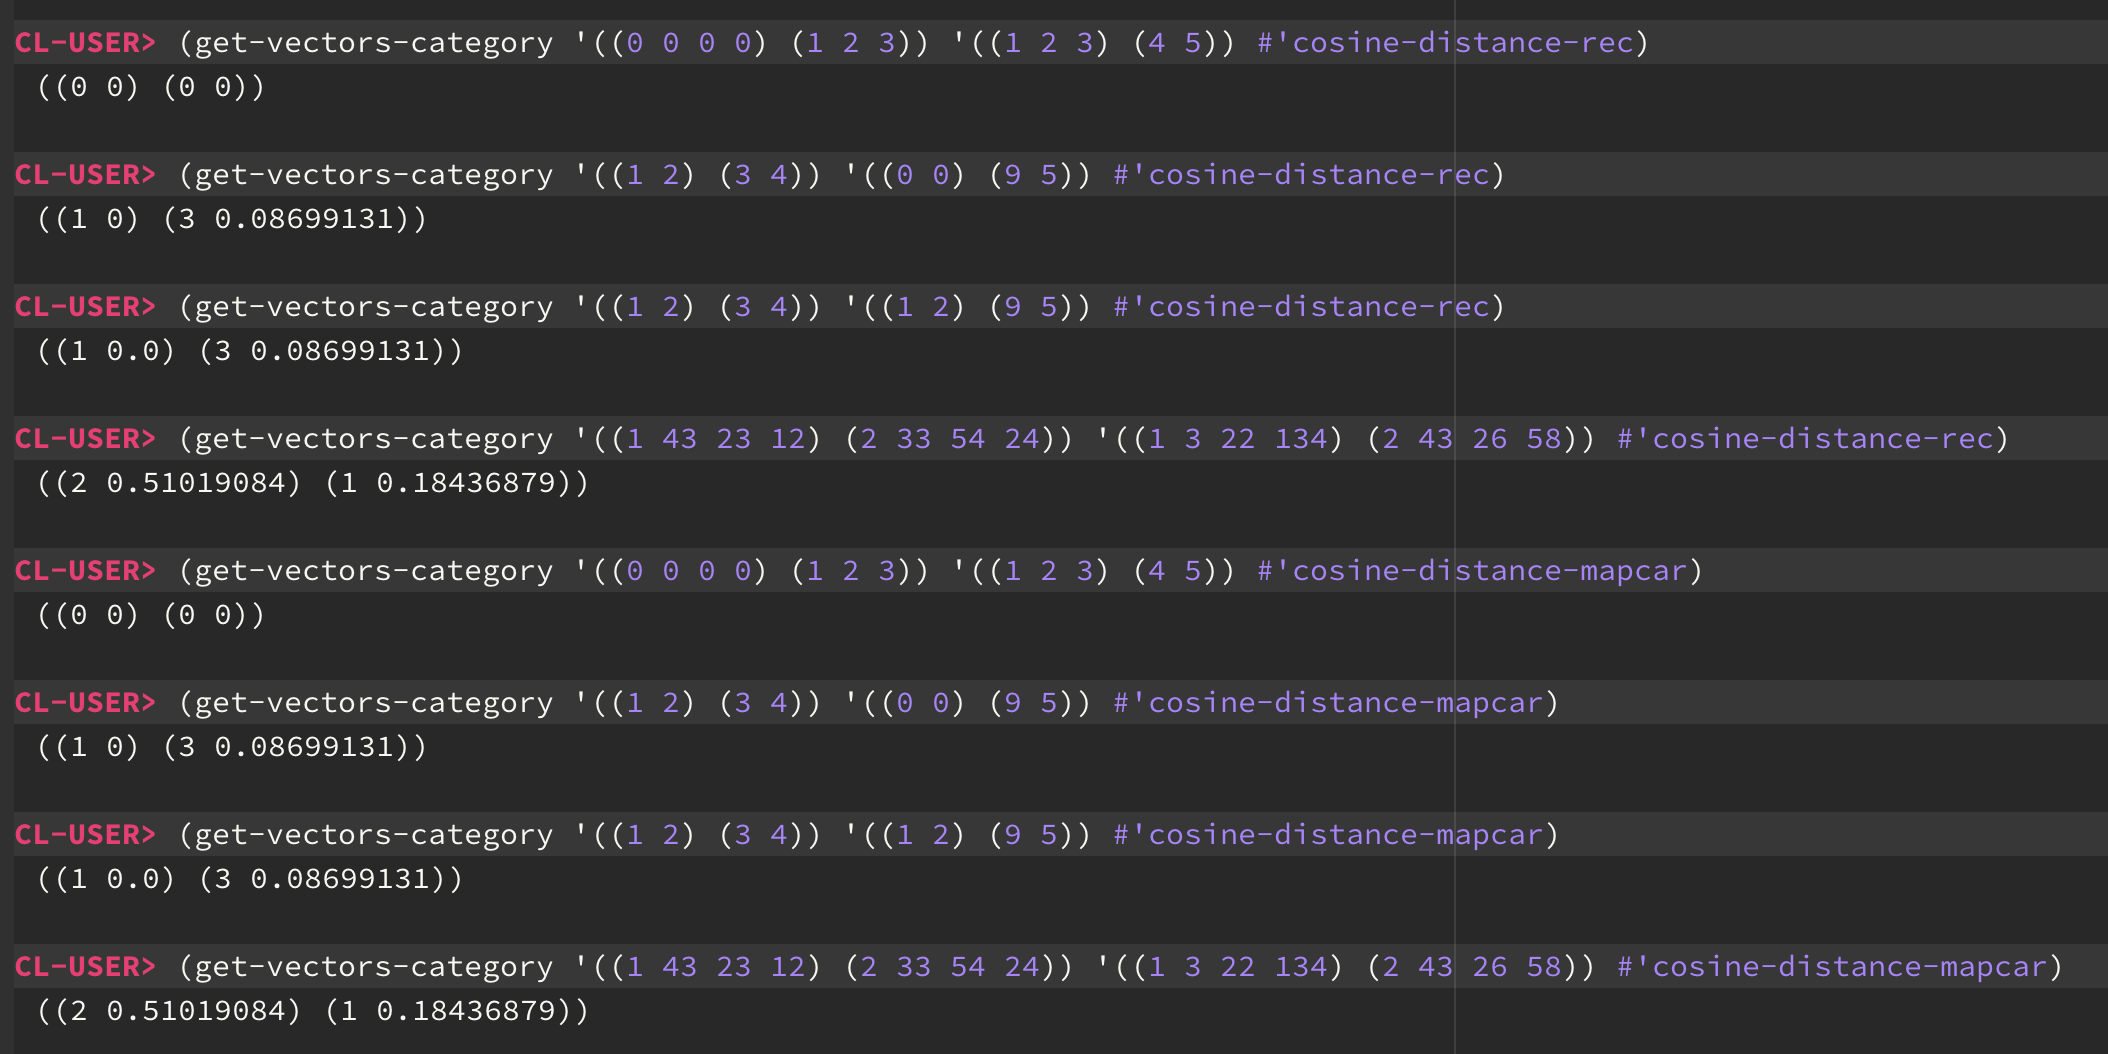 CL-USER> (get-vectors-category '((0 0 0 0) (1 2 3)) '((1 2 3) (4 5)) #'cosine-distance-rec)
((0 0) (0 0))
CL-USER> (get-vectors-category '((1 2) (3 4)) '((0 0) (9 5)) #'cosine-distance-rec)
((1 0) (3 0.08699131))
CL-USER> (get-vectors-category '((1 2) (3 4)) '((1 2) (9 5)) #'cosine-distance-rec)
((1 0.0) (3 0.08699131))
CL-USER> (get-vectors-category '((1 43 23 12) (2 33 54 24)) '((1 3 22 134) (2 43 26 58)) #'cosine-distance-rec)
((2 0.51019084) (1 0.18436879))
CL-USER> (get-vectors-category '((0 0 0 0) (1 2 3)) '((1 2 3) (4 5)) #'cosine-distance-mapcar)
((0 0) (0 0))
CL-USER> (get-vectors-category '((1 2) (3 4)) '((0 0) (9 5)) #'cosine-distance-mapcar)
((1 0) (3 0.08699131))
CL-USER> (get-vectors-category '((1 2) (3 4)) '((1 2) (9 5)) #'cosine-distance-mapcar)
((1 0.0) (3 0.08699131))
CL-USER> (get-vectors-category '((1 43 23 12) (2 33 54 24)) '((1 3 22 134) (2 43 26 58)) #'cosine-distance-mapcar)
((2 0.51019084) (1 0.18436879))